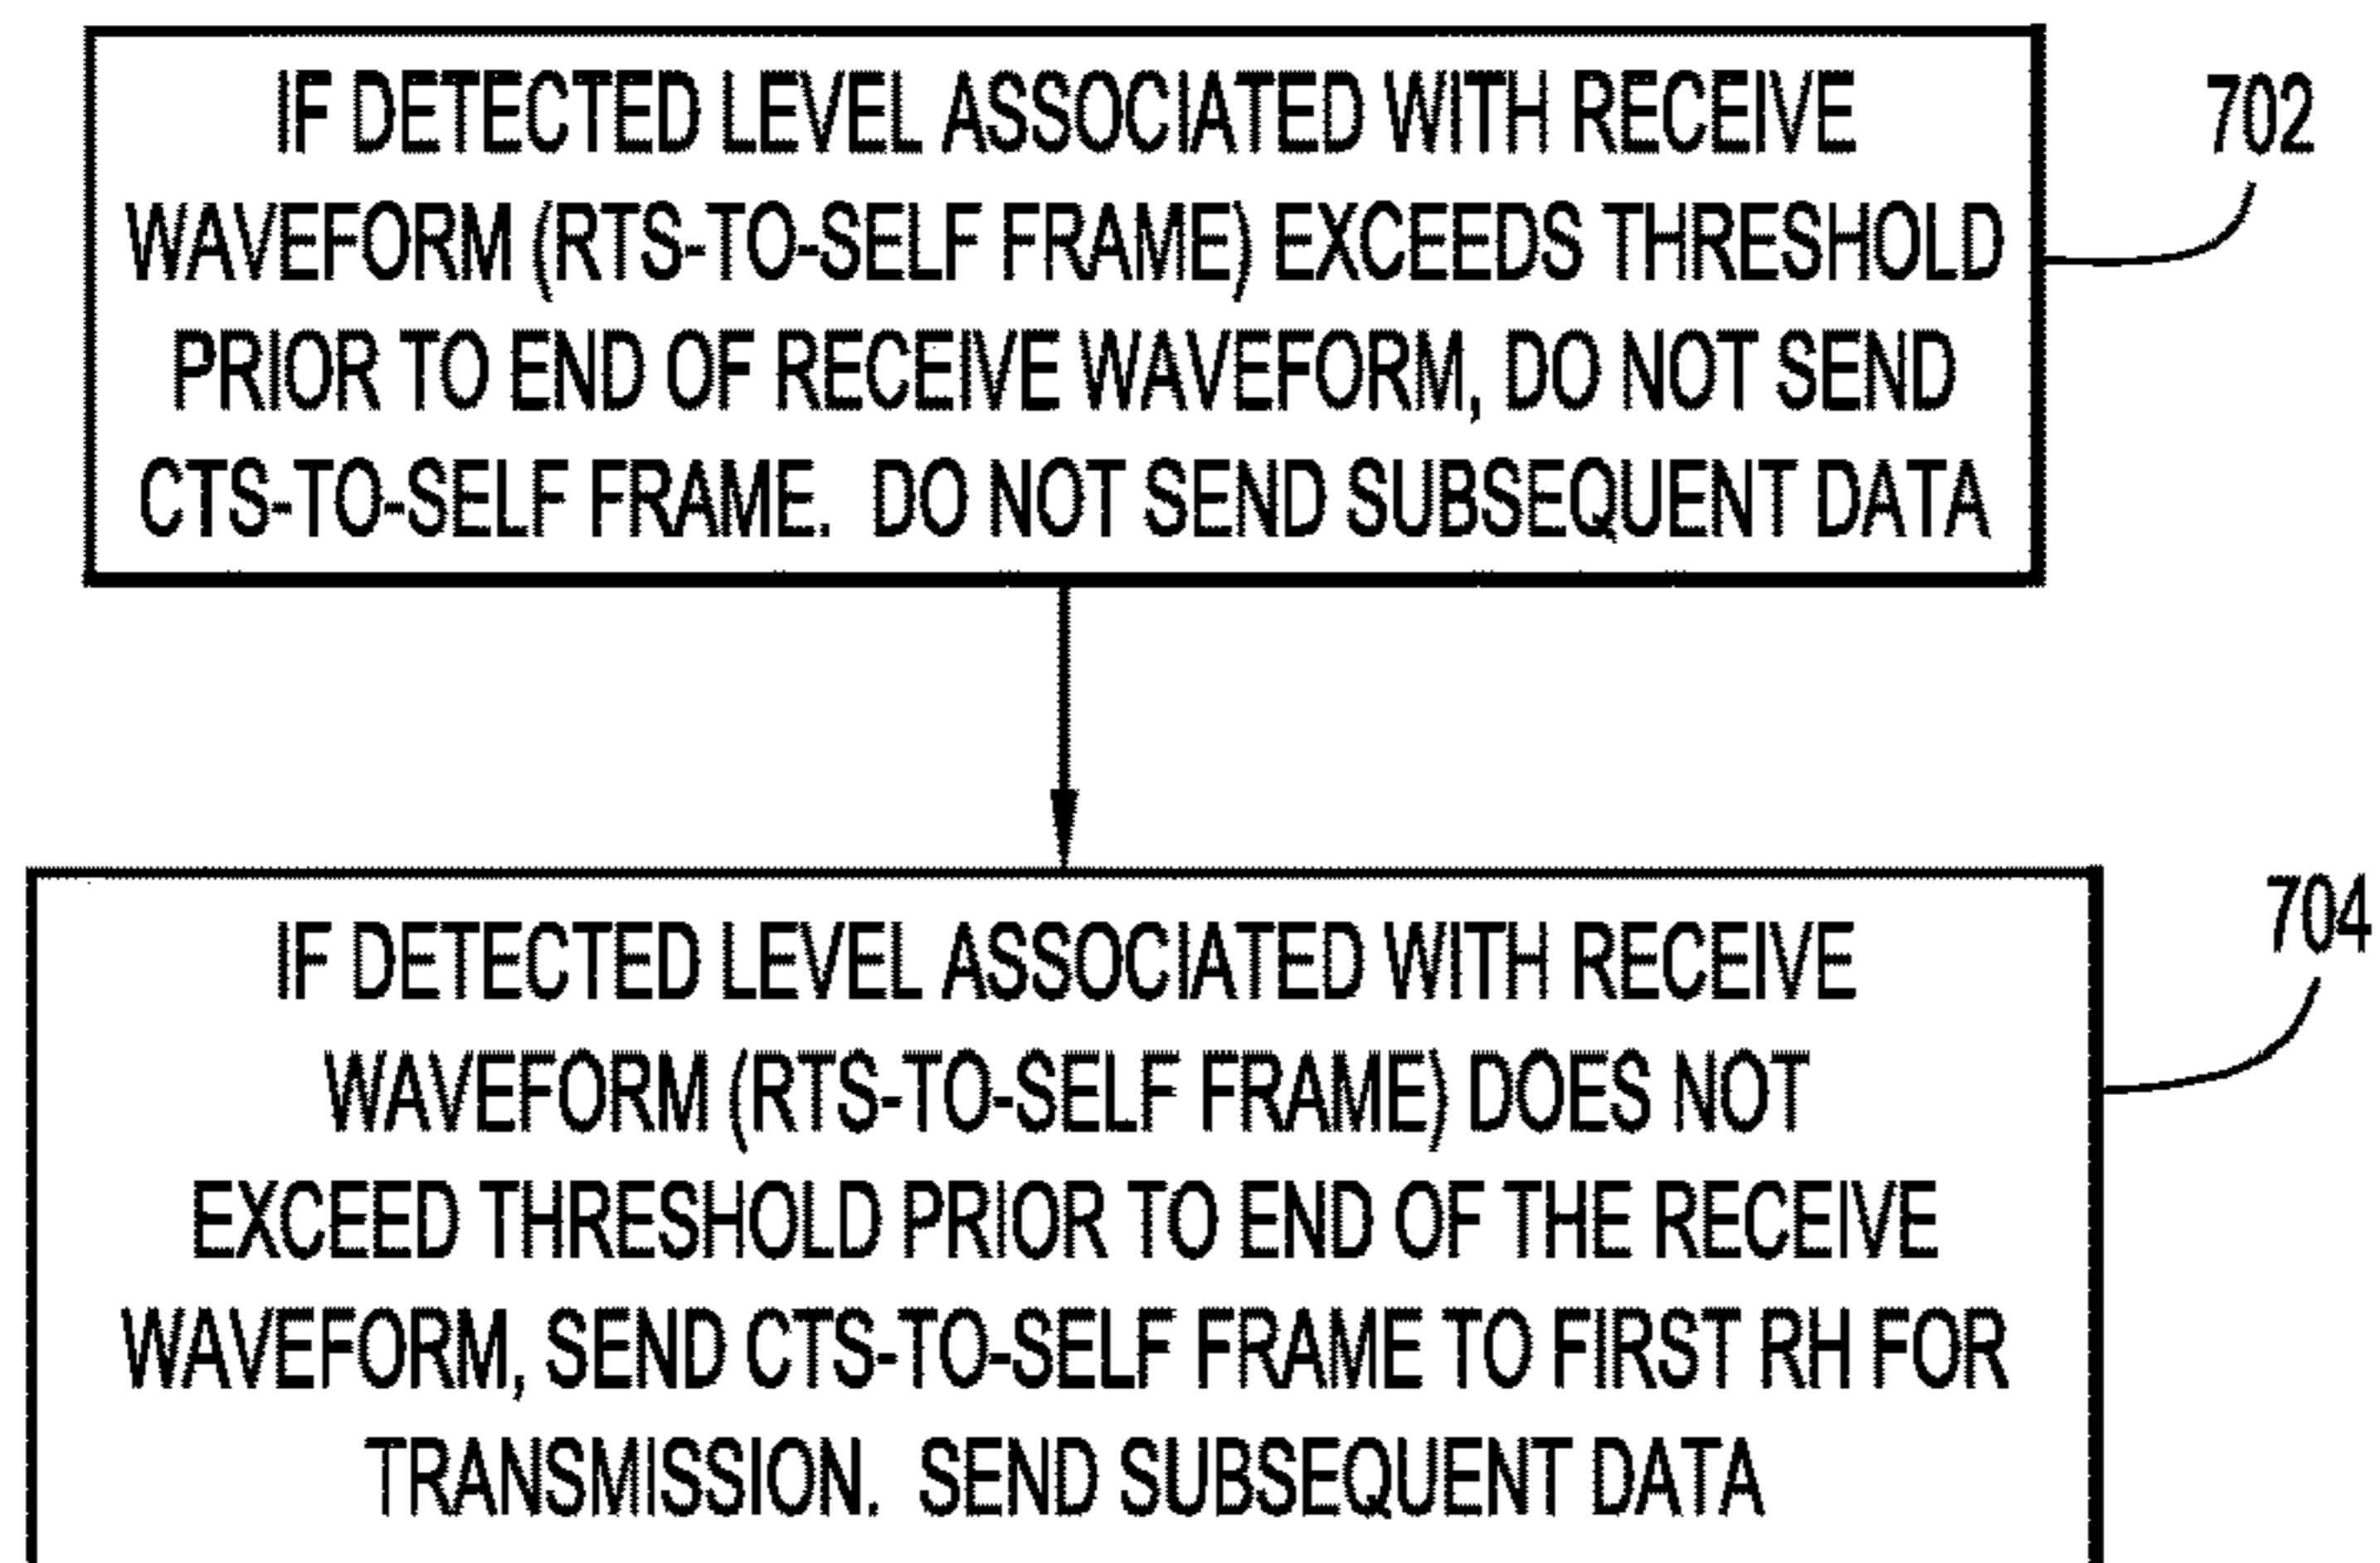 IF DETECTED LEVEL ASSOCIATED WITH RECEIVE
WAVEFORM (RTS-TO-SELF FRAME) EXCEEDS THRESHOLD
PRIOR TO END OF RECEIVE WAVEFORM, DO NOT SEND
CTS-TO-SELF FRAME. DO NOT SEND SUBSEQUENT DATA
702
IF DETECTED LEVEL ASSOCIATED WITH RECEIVE
WAVEFORM (RTS-TO-SELF FRAME) DOES NOT
EXCEED THRESHOLD PRIOR TO END OF THE RECEIVE
WAVEFORM, SEND CTS-TO-SELF FRAME TO FIRST RH FOR
TRANSMISSION. SEND SUBSEQUENT DATA
704